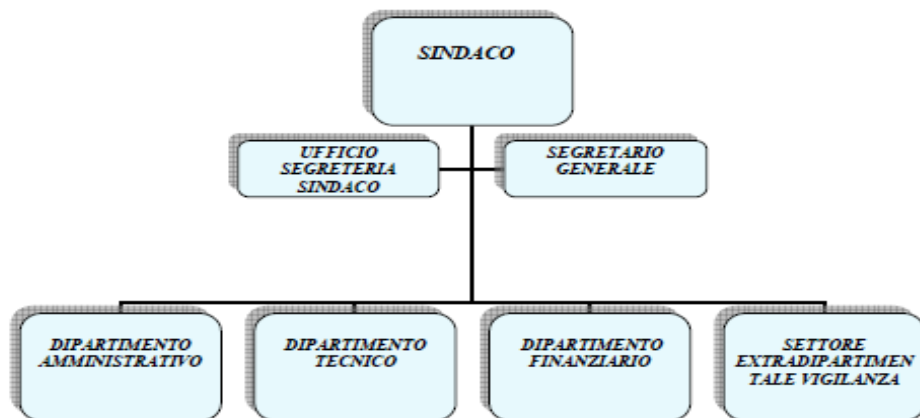 SINDACO
UFFICIO
SEGRETERIA
SINDACO
SEGRETARIO
GENERALE
DIPARTIMENTO
AMMINISTRATIVO
DIPARTIMENTO
TECNICO
DIPARTIMENTO
FINANZIARIO
SETTORE
EXTRADIPARTIMEN
TALE VIGILANZA